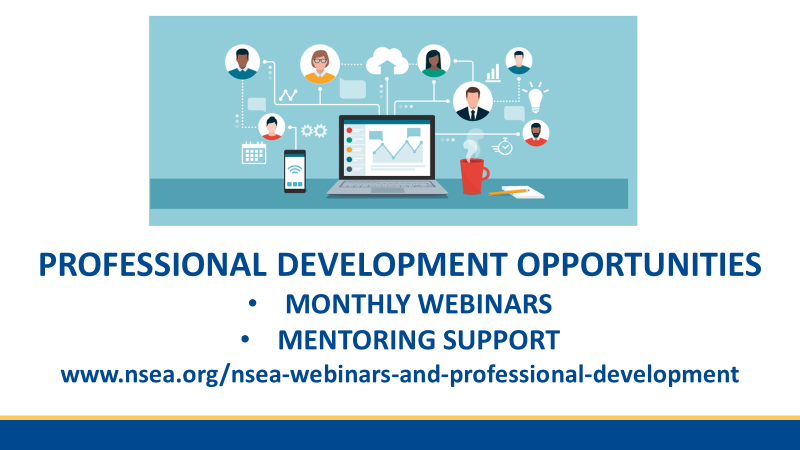 PROFESSIONAL DEVELOPMENT OPPORTUNITIES
• MONTHLY WEBINARS
• MENTORING SUPPORT
www.nsea.org/nsea-webinars-and-professional-development